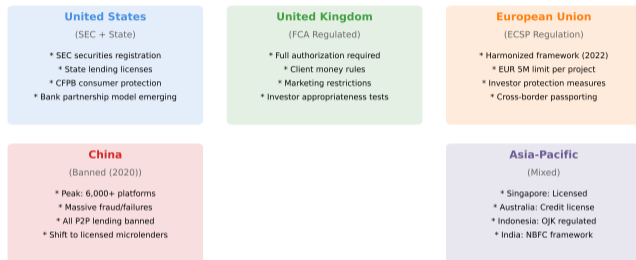 United States
(SEC + State)
* SEC securities registration
* State lending licenses
* CFPB consumer protection
* Bank partnership model emerging
United Kingdom
(FCA Regulated)
* Full authorization required
* Client money rules
* Marketing restrictions
* Investor appropriateness tests
European Union
(ECSP Regulation)
* Harmonized framework (2022)
* EUR 5M limit per project
* Investor protection measures
* Cross-border passporting
China
(Banned (2020))
* Peak: 6,000+ platforms
* Massive fraud/failures
* All P2P lending banned
* Shift to licensed microlenders
Asia-Pacific
(Mixed)
* Singapore: Licensed
* Australia: Credit license
* Indonesia: OJK regulated
* India: NBFC framework